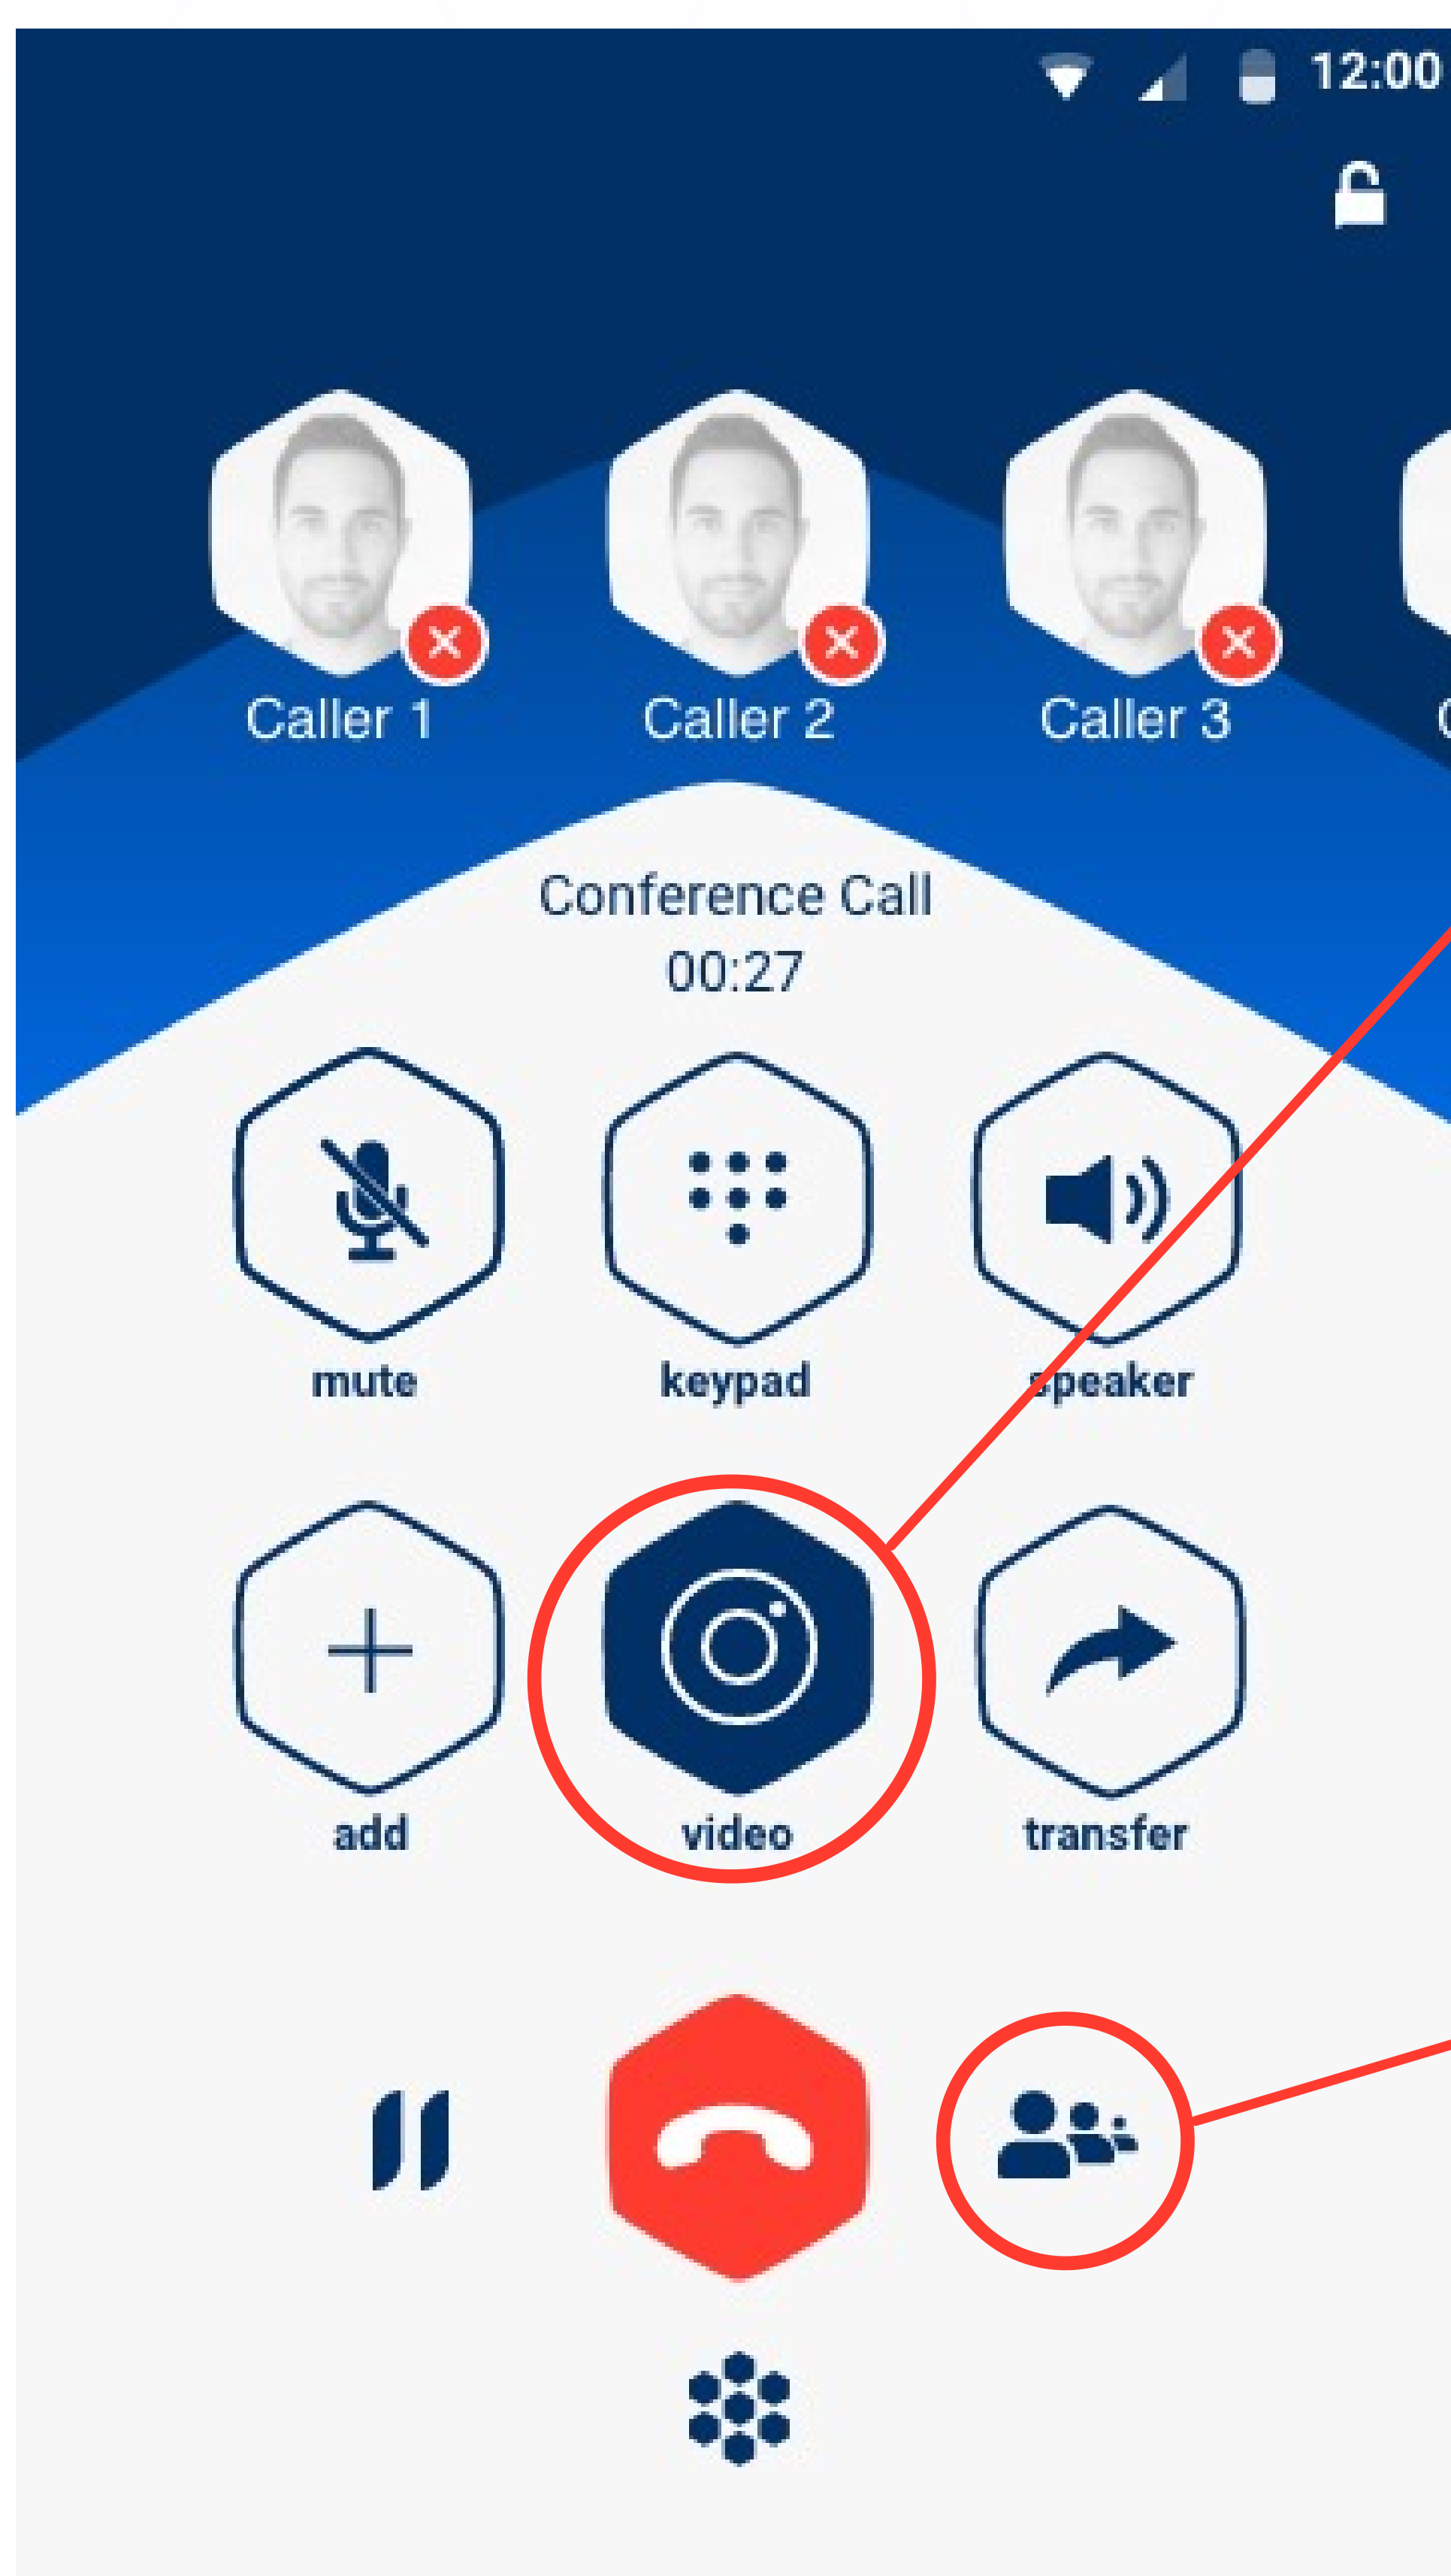 12:00
Caller 1 Caller 2 Caller 3
Conference Call
00:27
mute keypad speaker
add video transfer